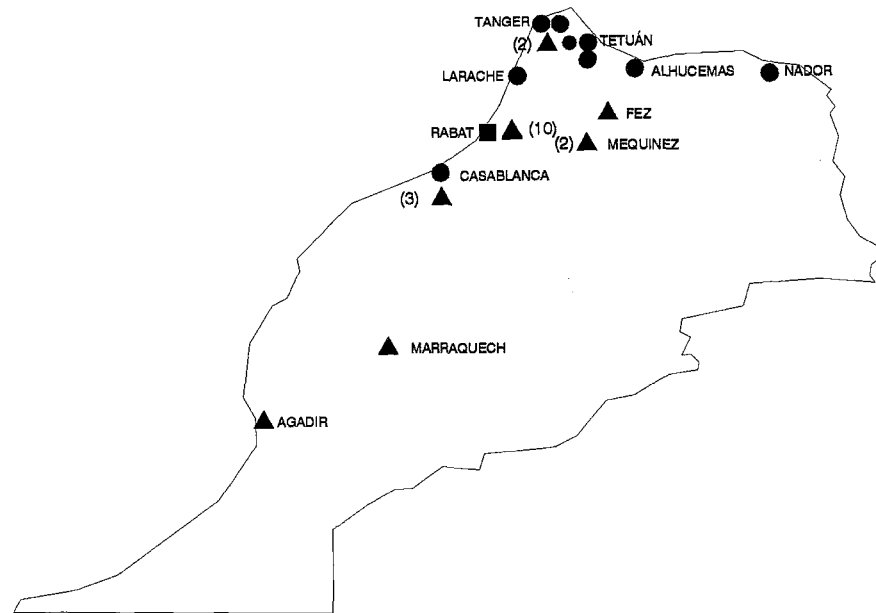 TANGER
(2)
TETUÁN
LARACHE
ALHUCEMAS
NADOR
FEZ
RABAT
(10)
(2)
MEQUINEZ
CASABLANCA
(3)
MARRAQUECH
AGADIR